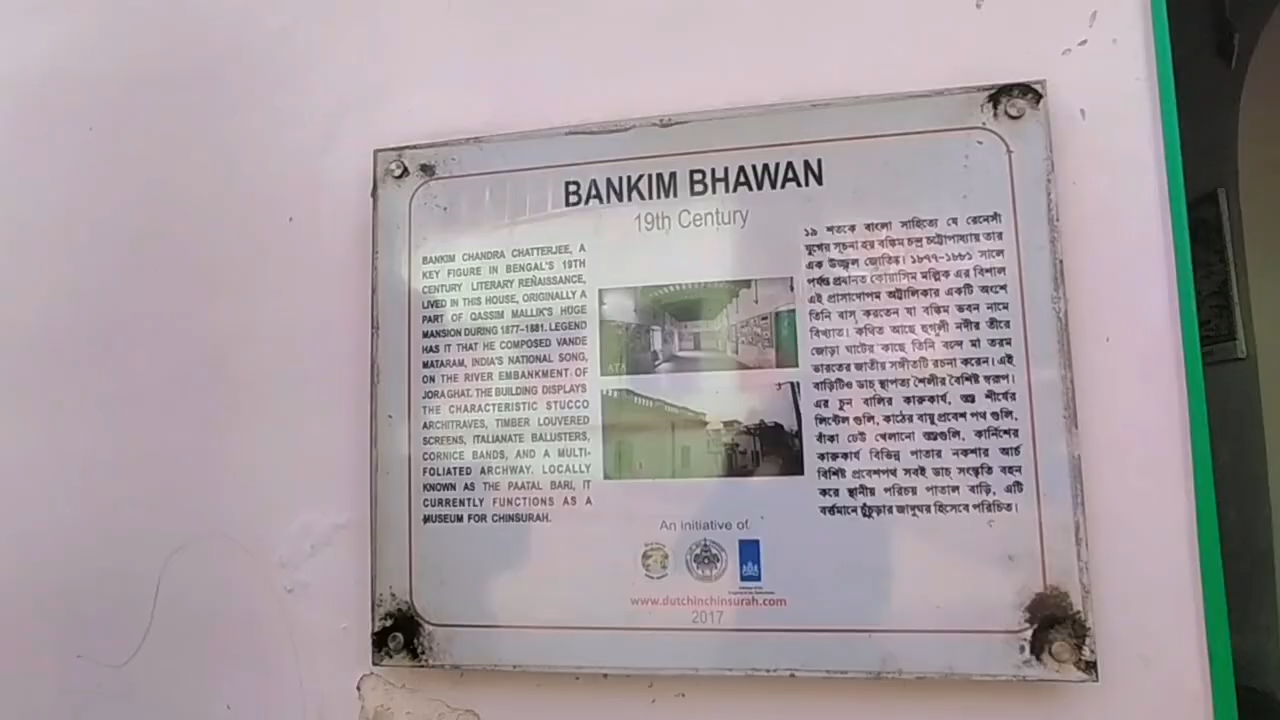 BANKIM BHAWAN
19th Century
BANKIM CHANDRA CHATTERJEE, A
KEY FIGURE IN BENGAL'S 19TH
CENTURY LITERARY RENAISSANCE,
LIVED IN THIS HOUSE, ORIGINALLY A
PART OF QASSIM MALLIK'S HUGE
MANSION DURING 1877-1881. LEGEND
HAS IT THAT HE COMPOSED VANDE
MATARAM, INDIA'S NATIONAL SONG,
ON THE RIVER EMBANKMENT OF
JORAGHAT. THE BUILDING DISPLAYS
THE CHARACTERISTIC STUCCO
ARCHITRAVES, TIMBER LOUVERED
SCREENS, ITALIANATE BALUSTERS,
CORNICE BANDS, AND A MULTI-
FOLIATED ARCHWAY. LOCALLY
KNOWN AS THE PAATAL BARI, IT
CURRENTLY FUNCTIONS AS A
MUSEUM FOR CHINSURAH.
১৯ শতকে বাংলা সাহিত্যে যে রেনেসাঁ
যুগের সূচনা হয় বঙ্কিম চন্দ্র চট্টোপাধ্যায় তার
এক উজ্জ্বল জ্যোতিষ্ক। ১৮৭৭-১৮৮১ সালে
পর্যন্ত প্রধানত কোয়াসিম মল্লিক এর বিশাল
এই প্রাসাদোপম অট্টালিকার একটি অংশে
তিনি বাস করতেন যা বঙ্কিম ভবন নামে
বিখ্যাত। কথিত আছে হুগলী নদীর তীরে
জোড়া ঘাটের কাছে তিনি বন্দে মা তরম
ভারতের জাতীয় সঙ্গীতটি রচনা করেন। এই
বাড়িটিও ডাচ স্থাপত্য শৈলীর বৈশিষ্ট স্বরূপ।
এর চুন বালির কারুকার্য, স্তম্ভ শীর্ষের
লিন্টেল গুলি, কাঠের বায়ু প্রবেশ পথ গুলি,
বাঁকা ঢেউ খেলানো স্তম্ভগুলি, কার্নিশের
কারুকার্য বিভিন্ন পাতার নকশার আর্চ
বিশিষ্ট প্রবেশপথ সবই ডাচ সংস্কৃতি বহন
করে স্থানীয় পরিচয় পাতাল বাড়ি, এটি
বর্ত্তমানে চুঁচুড়ার জাদুঘর হিসেবে পরিচিত।
An Initiative of
www.dutchinchinsurah.com
2017